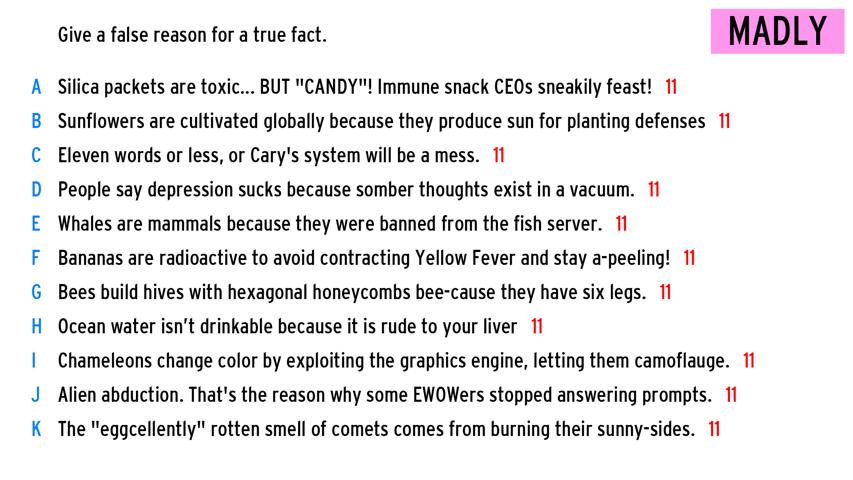 Give a false reason for a true fact.
MADLY
A Silica packets are toxic... BUT "CANDY"! Immune snack CEOs sneakily feast! 11
B Sunflowers are cultivated globally because they produce sun for planting defenses 11
C Eleven words or less, or Cary's system will be a mess. 11
D People say depression sucks because somber thoughts exist in a vacuum. 11
E Whales are mammals because they were banned from the fish server. 11
F Bananas are radioactive to avoid contracting Yellow Fever and stay a-peeling! 11
G Bees build hives with hexagonal honeycombs bee-cause they have six legs. 11
H Ocean water isn’t drinkable because it is rude to your liver 11
I Chameleons change color by exploiting the graphics engine, letting them camoflauge. 11
J Alien abduction. That's the reason why some EWOWers stopped answering prompts. 11
K The "eggcellently" rotten smell of comets comes from burning their sunny-sides. 11